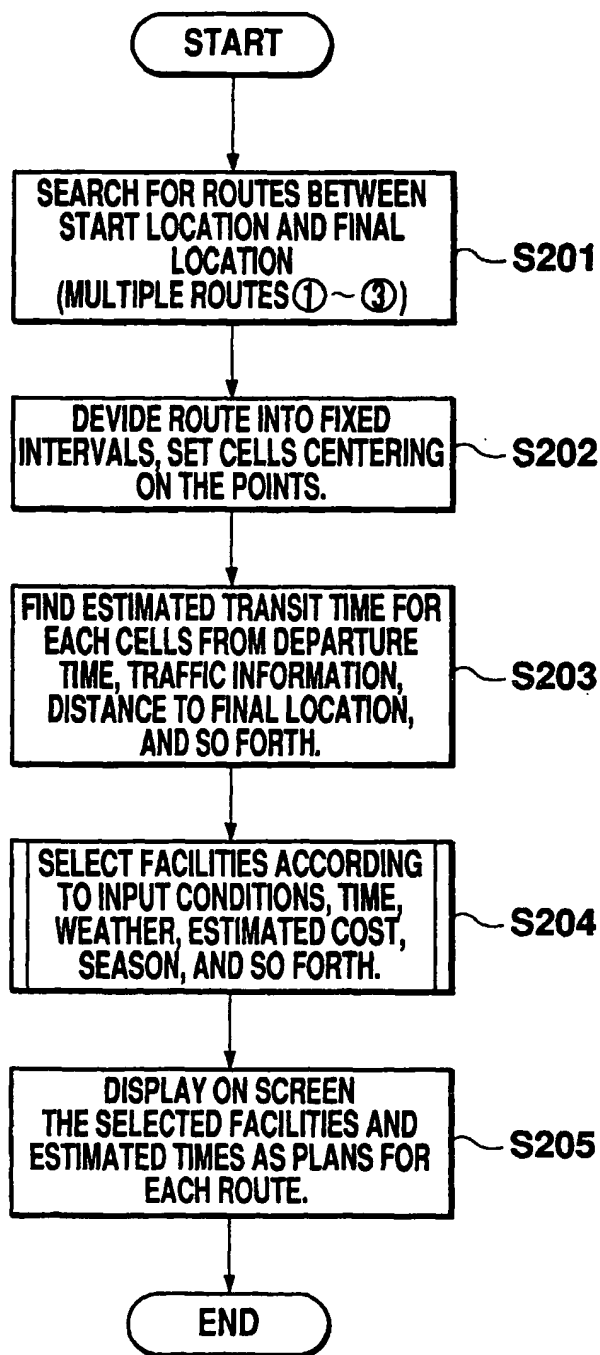 START
SEARCH FOR ROUTES BETWEEN
START LOCATION AND FINAL
LOCATION
(MULTIPLE ROUTES ①~③)
S201
DEVIDE ROUTE INTO FIXED
INTERVALS, SET CELLS CENTERING
ON THE POINTS.
S202
FIND ESTIMATED TRANSIT TIME FOR
EACH CELLS FROM DEPARTURE
TIME, TRAFFIC INFORMATION,
DISTANCE TO FINAL LOCATION,
AND SO FORTH.
S203
SELECT FACILITIES ACCORDING
TO INPUT CONDITIONS, TIME,
WEATHER, ESTIMATED COST,
SEASON, AND SO FORTH.
S204
DISPLAY ON SCREEN
THE SELECTED FACILITIES AND
ESTIMATED TIMES AS PLANS FOR
EACH ROUTE.
S205
END